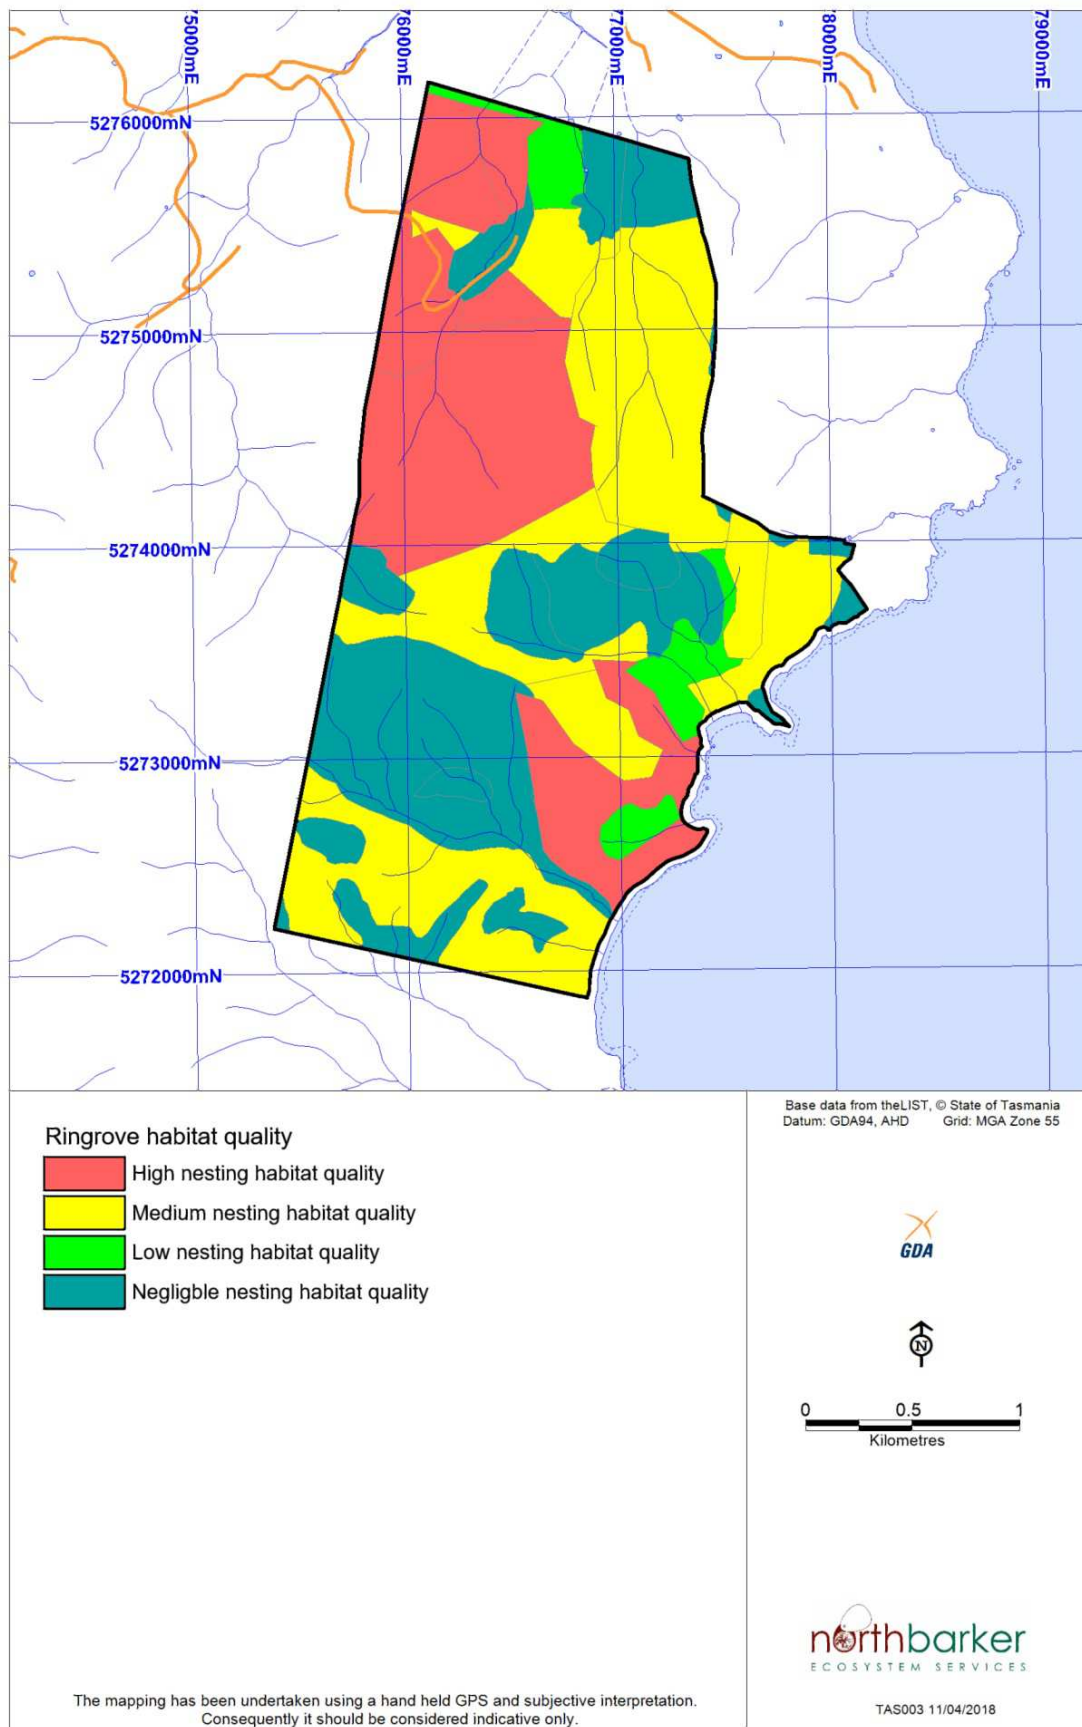 75000mE
76000mE
77000mE
78000mE
79000mE
5276000mN
5275000mN
5274000mN
5273000mN
5272000mN
Base data from theLIST, © State of Tasmania
Datum: GDA94, AHD Grid: MGA Zone 55
Ringrove habitat quality
High nesting habitat quality
Medium nesting habitat quality
Low nesting habitat quality
Negligble nesting habitat quality
GDA
N
0 0.5 1
Kilometres
northbarker
ECOSYSTEM SERVICES
The mapping has been undertaken using a hand held GPS and subjective interpretation.
Consequently it should be considered indicative only.
TAS003 11/04/2018